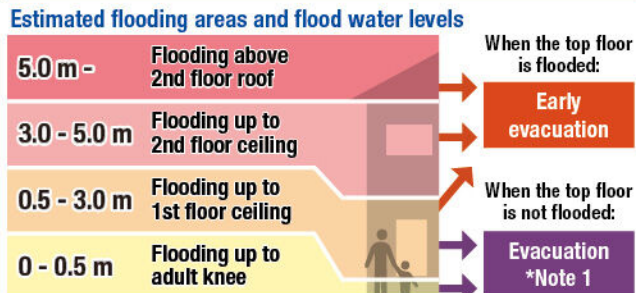 Estimated flooding areas and flood water levels
5.0 m -
Flooding above
2nd floor roof
3.0 - 5.0 m
Flooding up to
2nd floor ceiling
0.5 - 3.0 m
Flooding up to
1st floor ceiling
0 - 0.5 m
Flooding up to
adult knee
When the top floor
is flooded:
Early
evacuation
When the top floor
is not flooded:
Evacuation
*Note 1